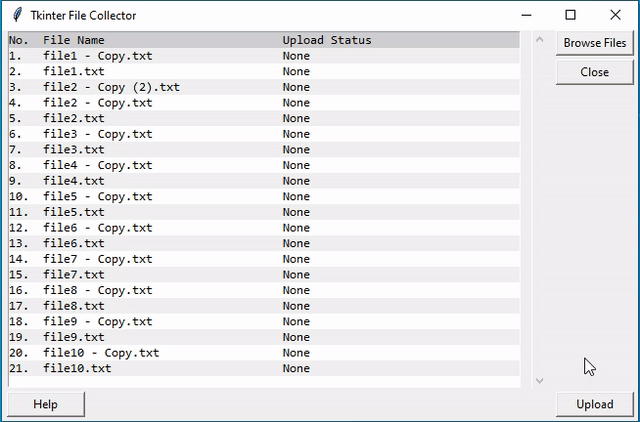 Tkinter File Collector
No. File Name Upload Status
1. file1 - Copy.txt None
2. file1.txt None
3. file2 - Copy (2).txt None
4. file2 - Copy.txt None
5. file2.txt None
6. file3 - Copy.txt None
7. file3.txt None
8. file4 - Copy.txt None
9. file4.txt None
10. file5 - Copy.txt None
11. file5.txt None
12. file6 - Copy.txt None
13. file6.txt None
14. file7 - Copy.txt None
15. file7.txt None
16. file8 - Copy.txt None
17. file8.txt None
18. file9 - Copy.txt None
19. file9.txt None
20. file10 - Copy.txt None
21. file10.txt None
Browse Files
Close
Help
Upload